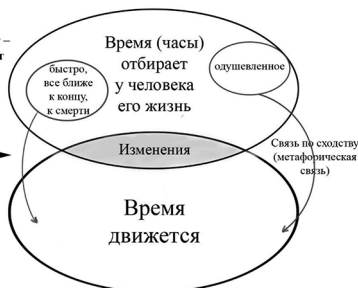 Время (часы)
отбирает
у человека
его жизнь
быстро,
все ближе
к концу,
к смерти
одушевленное
Изменения
Связь по сходству
(метафорическая
связь)
Время
движется